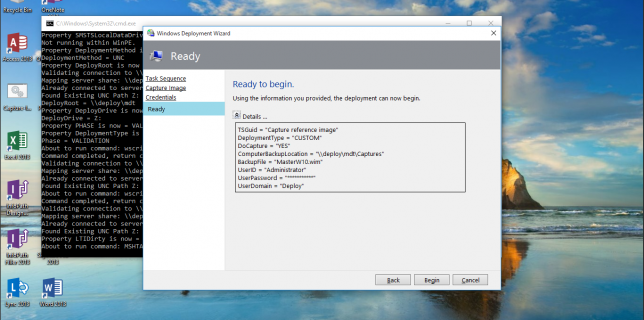 Recycle Bin
OneNote
Access 2013
Capture I...
Excel 2013
InfoPath Design...
InfoPath Filler 2013
Lync 2013
Word 2013
C:\Windows\System32\cmd.exe
Property SMSTSLocalDataDriv
Not running within WinPE.
Property DeploymentMethod i
DeploymentMethod = UNC
Property DeployRoot is now =
Validating connection to \\
Mapping server share: \\dep
Already connected to server
Found Existing UNC Path Z:
DeployRoot = \\deploy\mdt
Property DeployDrive is now
DeployDrive = Z:
Property PHASE is now = VAL
Property DeploymentType is
Phase = VALIDATION
About to run command: wscri
Command completed, return c
Validating connection to \\
Mapping server share: \\dep
Already connected to server
Found Existing UNC Path Z:
About to run command: wscri
Command completed, return c
Validating connection to \\
Mapping server share: \\dep
Already connected to server
Found Existing UNC Path Z:
Property LTIDirty is now =
About to run command: MSHTA
Windows Deployment Wizard
Ready
Task Sequence
Capture Image
Credentials
Ready
Ready to begin.
Using the information you provided, the deployment can now begin.
Details ...
TSGuid = "Capture reference image"
DeploymentType = "CUSTOM"
DoCapture = "YES"
ComputerBackupLocation = "\\deploy\mdt\Captures"
BackupFile = "MasterW10.wim"
UserID = "Administrator"
UserPassword = "************"
UserDomain = "Deploy"
Back
Begin
Cancel